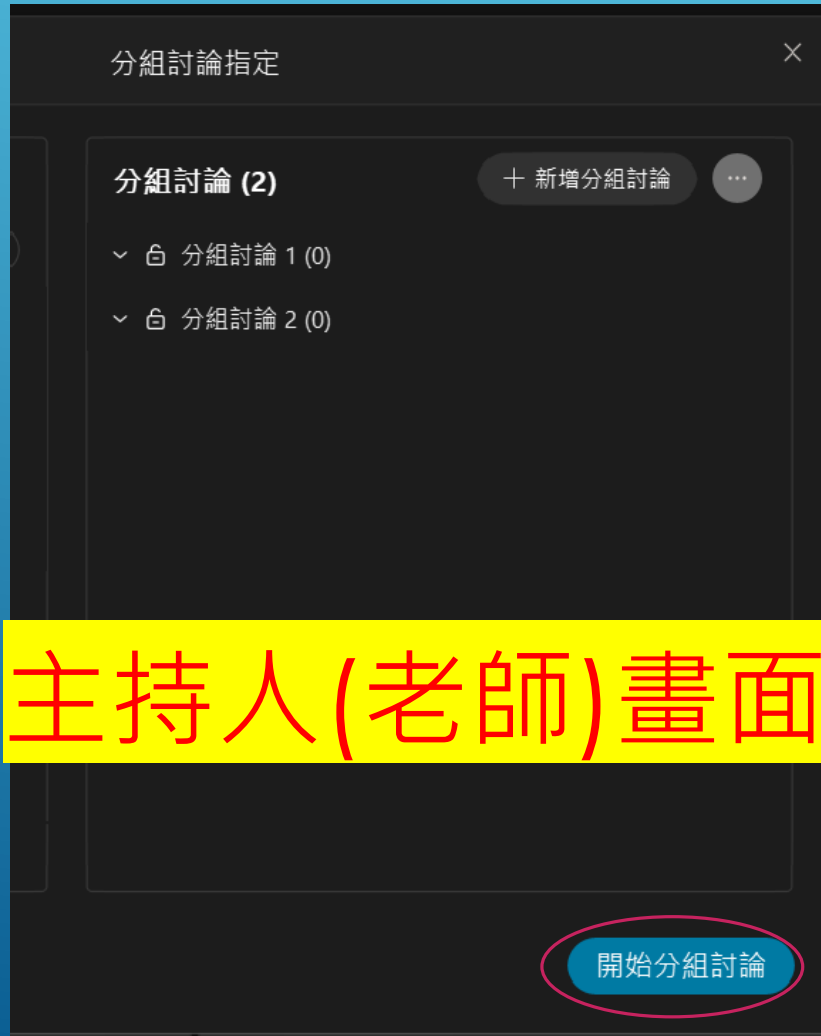 分組討論指定
分組討論 (2)
+ 新增分組討論
分組討論 1 (0)
分組討論 2 (0)
主持人(老師)畫面
開始分組討論